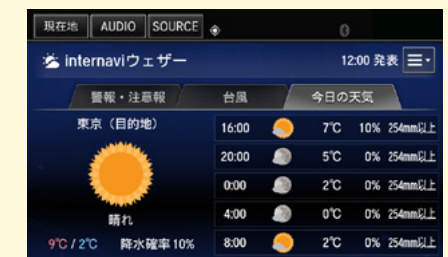 現在地 AUDIO SOURCE
internaviウェザー 12:00 発表
警報・注意報 台風 今日の天気
東京（目的地）
晴れ
9℃ / 2℃ 降水確率10%
16:00 7℃ 10% 254mm以上
20:00 5℃ 0% 254mm以上
0:00 2℃ 0% 254mm以上
4:00 0℃ 0% 254mm以上
8:00 2℃ 0% 254mm以上